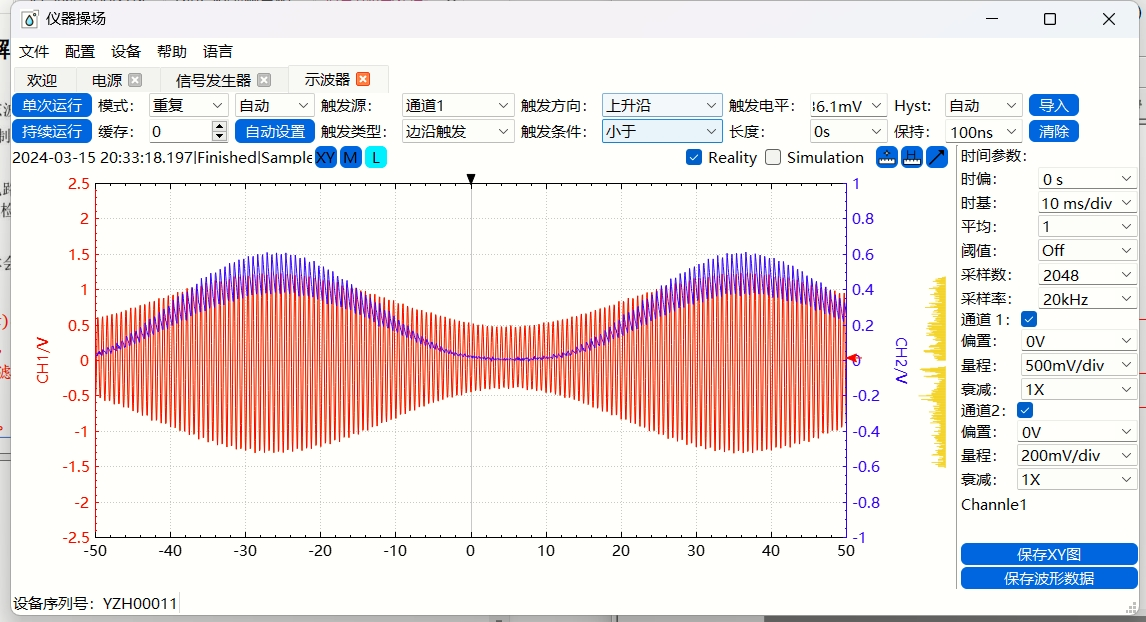 仪器操场
文件 配置 设备 帮助 语言
欢迎 电源 信号发生器 示波器
单次运行 模式: 重复 自动 触发源: 通道1 触发方向: 上升沿 触发电平: 36.1mV Hyst: 自动 导入
持续运行 缓存: 0 自动设置 触发类型: 边沿触发 触发条件: 小于 长度: 0s 保持: 100ns 清除
2024-03-15 20:33:18.197|Finished|Sample XY M L Reality Simulation
时间参数:
时偏: 0 s
时基: 10 ms/div
平均: 1
阈值: Off
采样数: 2048
采样率: 20kHz
通道 1:
偏置: 0V
量程: 500mV/div
衰减: 1X
通道2:
偏置: 0V
量程: 200mV/div
衰减: 1X
Channle1
保存XY图
保存波形数据
CH1/V
2.5
2
1.5
1
0.5
0
-0.5
-1
-1.5
-2
-2.5
-50 -40 -30 -20 -10 0 10 20 30 40 50
1
0.8
0.6
0.4
0.2
0
-0.2
-0.4
-0.6
-0.8
-1
CH2/V
设备序列号: YZH00011